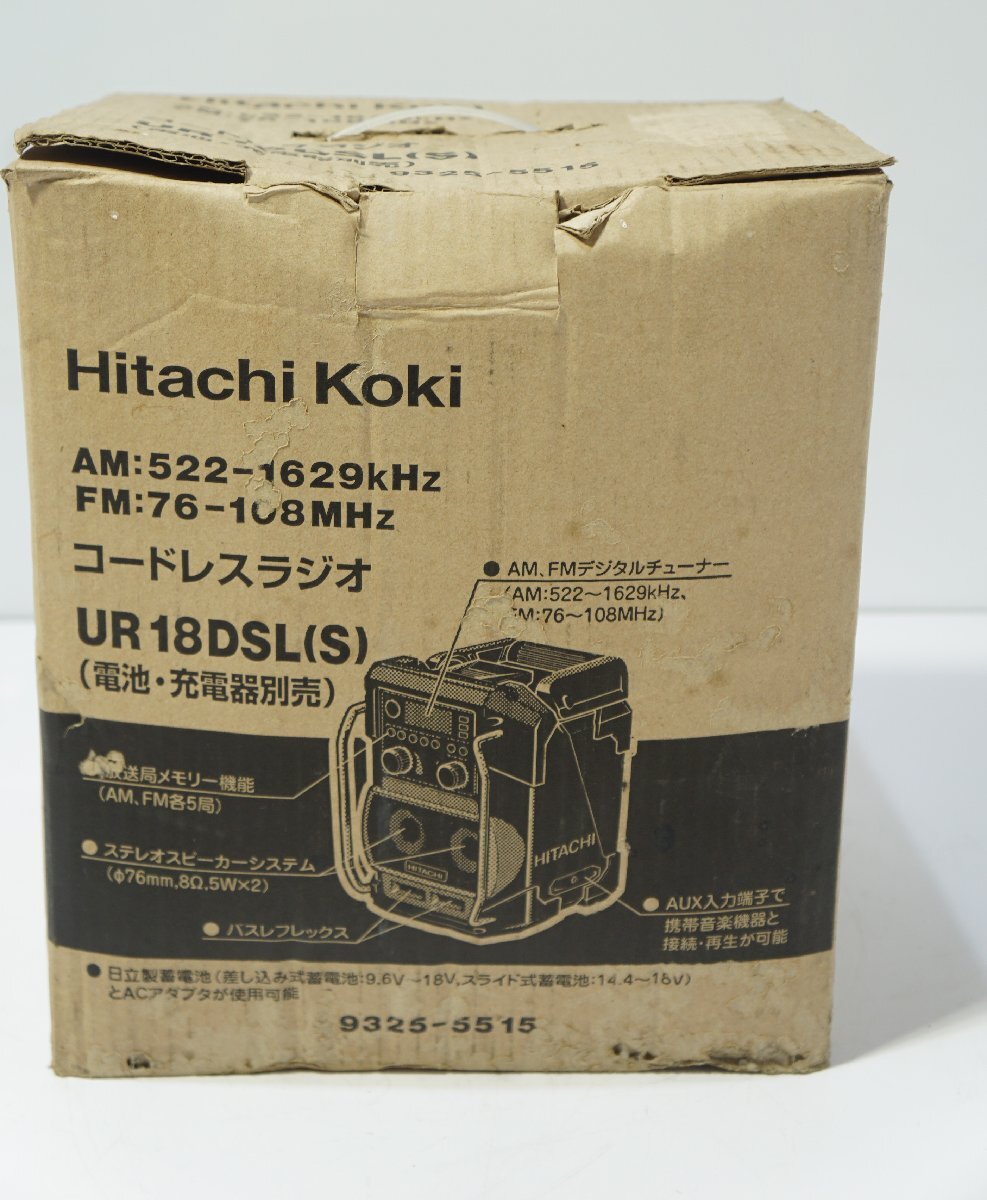 Hitachi Koki
DSL(S)
9325-5515
Hitachi Koki
AM:522-1629kHz
FM:76-108MHz
コードレスラジオ
UR 18DSL(S)
(電池・充電器別売)
● AM、FMデジタルチューナー
(AM:522～1629kHz、
FM:76～108MHz)
放送局メモリー機能
(AM、FM各5局)
● ステレオスピーカーシステム
(φ76mm,8Ω,5W×2)
● バスレフレックス
HITACHI
HITACHI
● AUX入力端子で
携帯音楽機器と
接続・再生が可能
● 日立製蓄電池(差し込み式蓄電池:9.6V～18V,スライド式蓄電池:14.4～18V)
とACアダプタが使用可能
9325-5515